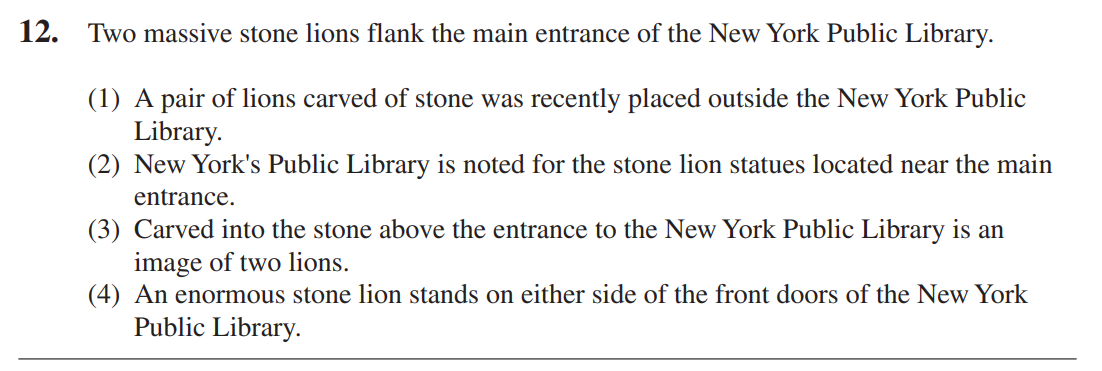 12. Two massive stone lions flank the main entrance of the New York Public Library.
(1) A pair of lions carved of stone was recently placed outside the New York Public
Library.
(2) New York's Public Library is noted for the stone lion statues located near the main
entrance.
(3) Carved into the stone above the entrance to the New York Public Library is an
image of two lions.
(4) An enormous stone lion stands on either side of the front doors of the New York
Public Library.